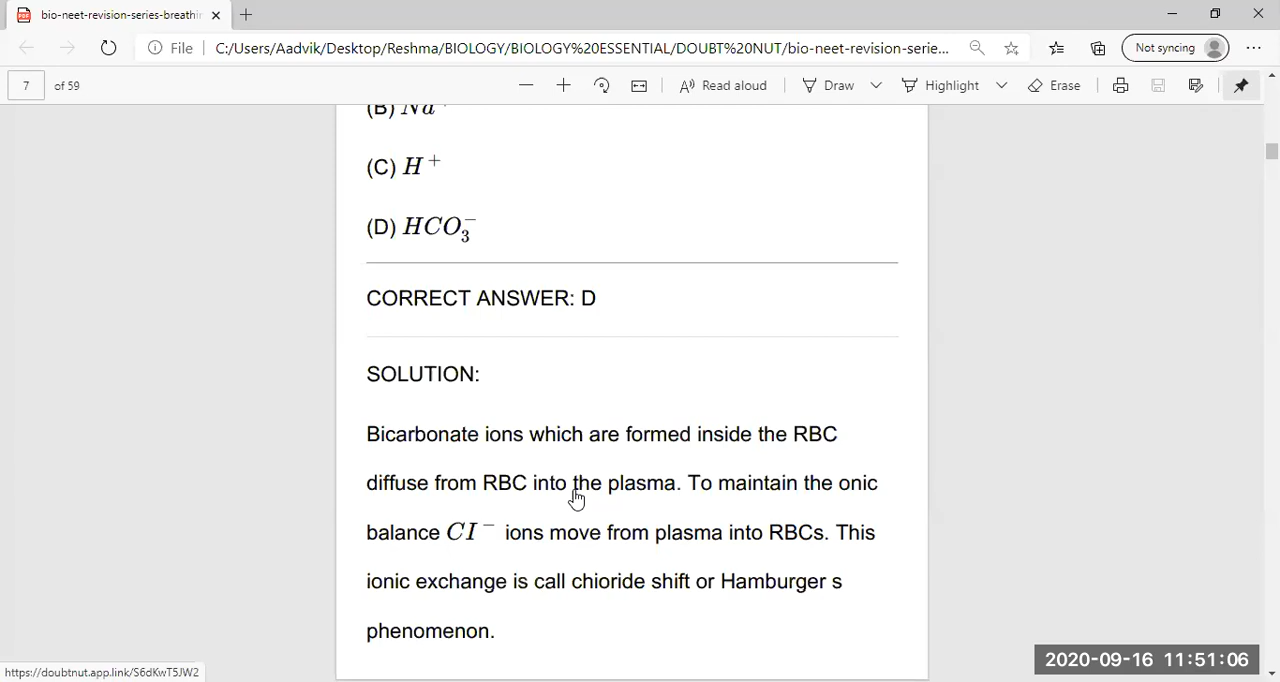 bio-neet-revision-series-breathin
File
C:/Users/Aadvik/Desktop/Reshma/BIOLOGY/BIOLOGY%20ESSENTIAL/DOUBT%20NUT/bio-neet-revision-serie...
Not syncing
7 of 59
Read aloud
Draw
Highlight
Erase
(B) Na⁺
(C) H⁺
(D) HCO₃⁻
CORRECT ANSWER: D
SOLUTION:
Bicarbonate ions which are formed inside the RBC
diffuse from RBC into the plasma. To maintain the onic
balance CI⁻ ions move from plasma into RBCs. This
ionic exchange is call chioride shift or Hamburger s
phenomenon.
2020-09-16 11:51:06
https://doubtnut.app.link/S6dKwT5JW2